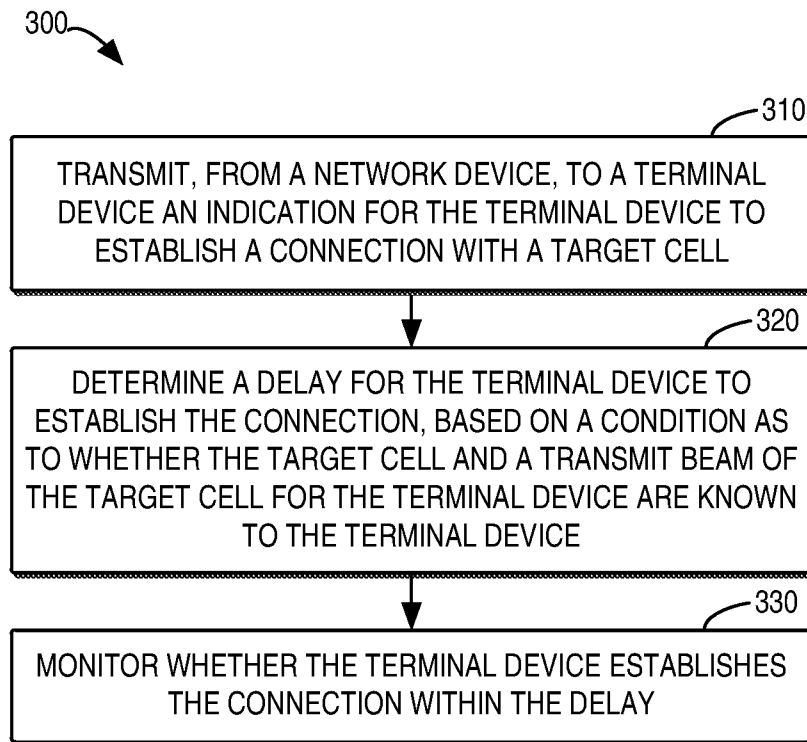 300
310
TRANSMIT, FROM A NETWORK DEVICE, TO A TERMINAL
DEVICE AN INDICATION FOR THE TERMINAL DEVICE TO
ESTABLISH A CONNECTION WITH A TARGET CELL
320
DETERMINE A DELAY FOR THE TERMINAL DEVICE TO
ESTABLISH THE CONNECTION, BASED ON A CONDITION AS
TO WHETHER THE TARGET CELL AND A TRANSMIT BEAM OF
THE TARGET CELL FOR THE TERMINAL DEVICE ARE KNOWN
TO THE TERMINAL DEVICE
330
MONITOR WHETHER THE TERMINAL DEVICE ESTABLISHES
THE CONNECTION WITHIN THE DELAY